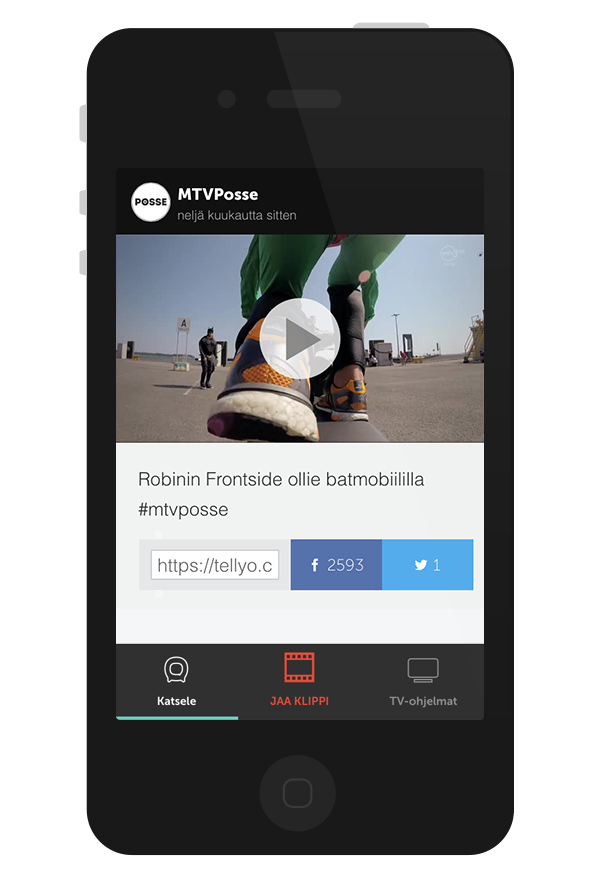 POSSE
MTVPosse
neljä kuukautta sitten
A
Robinin Frontside ollie batmobiililla
#mtvposse
https://tellyo.c
2593
1
Katsele
JAA KLIPPI
TV-ohjelmat